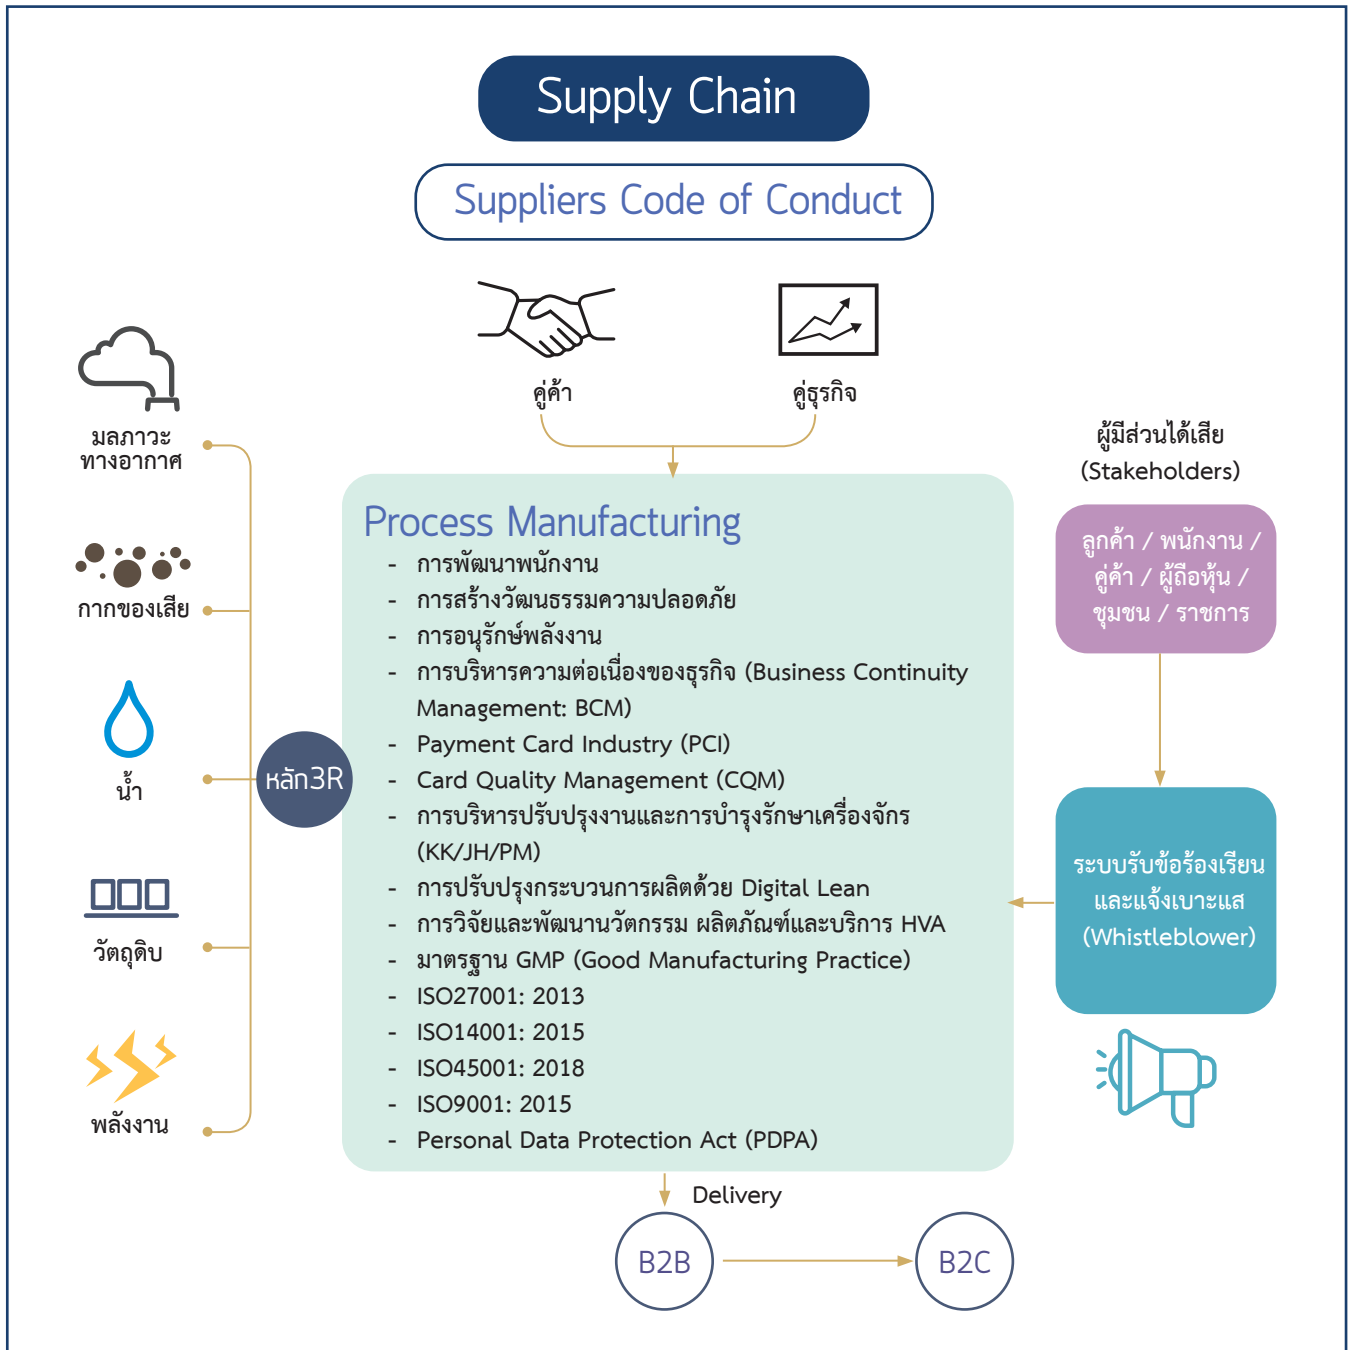 Supply Chain
Suppliers Code of Conduct
คู่ค้า
คู่ธุรกิจ
มลภาวะ
ทางอากาศ
กากของเสีย
น้ำ
วัตถุดิบ
พลังงาน
หลัก3R
Process Manufacturing
- การพัฒนาพนักงาน
- การสร้างวัฒนธรรมความปลอดภัย
- การอนุรักษ์พลังงาน
- การบริหารความต่อเนื่องของธุรกิจ (Business Continuity
Management: BCM)
- Payment Card Industry (PCI)
- Card Quality Management (CQM)
- การบริหารปรับปรุงงานและการบำรุงรักษาเครื่องจักร
(KK/JH/PM)
- การปรับปรุงกระบวนการผลิตด้วย Digital Lean
- การวิจัยและพัฒนานวัตกรรม ผลิตภัณฑ์และบริการ HVA
- มาตรฐาน GMP (Good Manufacturing Practice)
- ISO27001: 2013
- ISO14001: 2015
- ISO45001: 2018
- ISO9001: 2015
- Personal Data Protection Act (PDPA)
ผู้มีส่วนได้เสีย
(Stakeholders)
ลูกค้า / พนักงาน /
คู่ค้า / ผู้ถือหุ้น /
ชุมชน / ราชการ
ระบบรับข้อร้องเรียน
และแจ้งเบาะแส
(Whistleblower)
Delivery
B2B
B2C